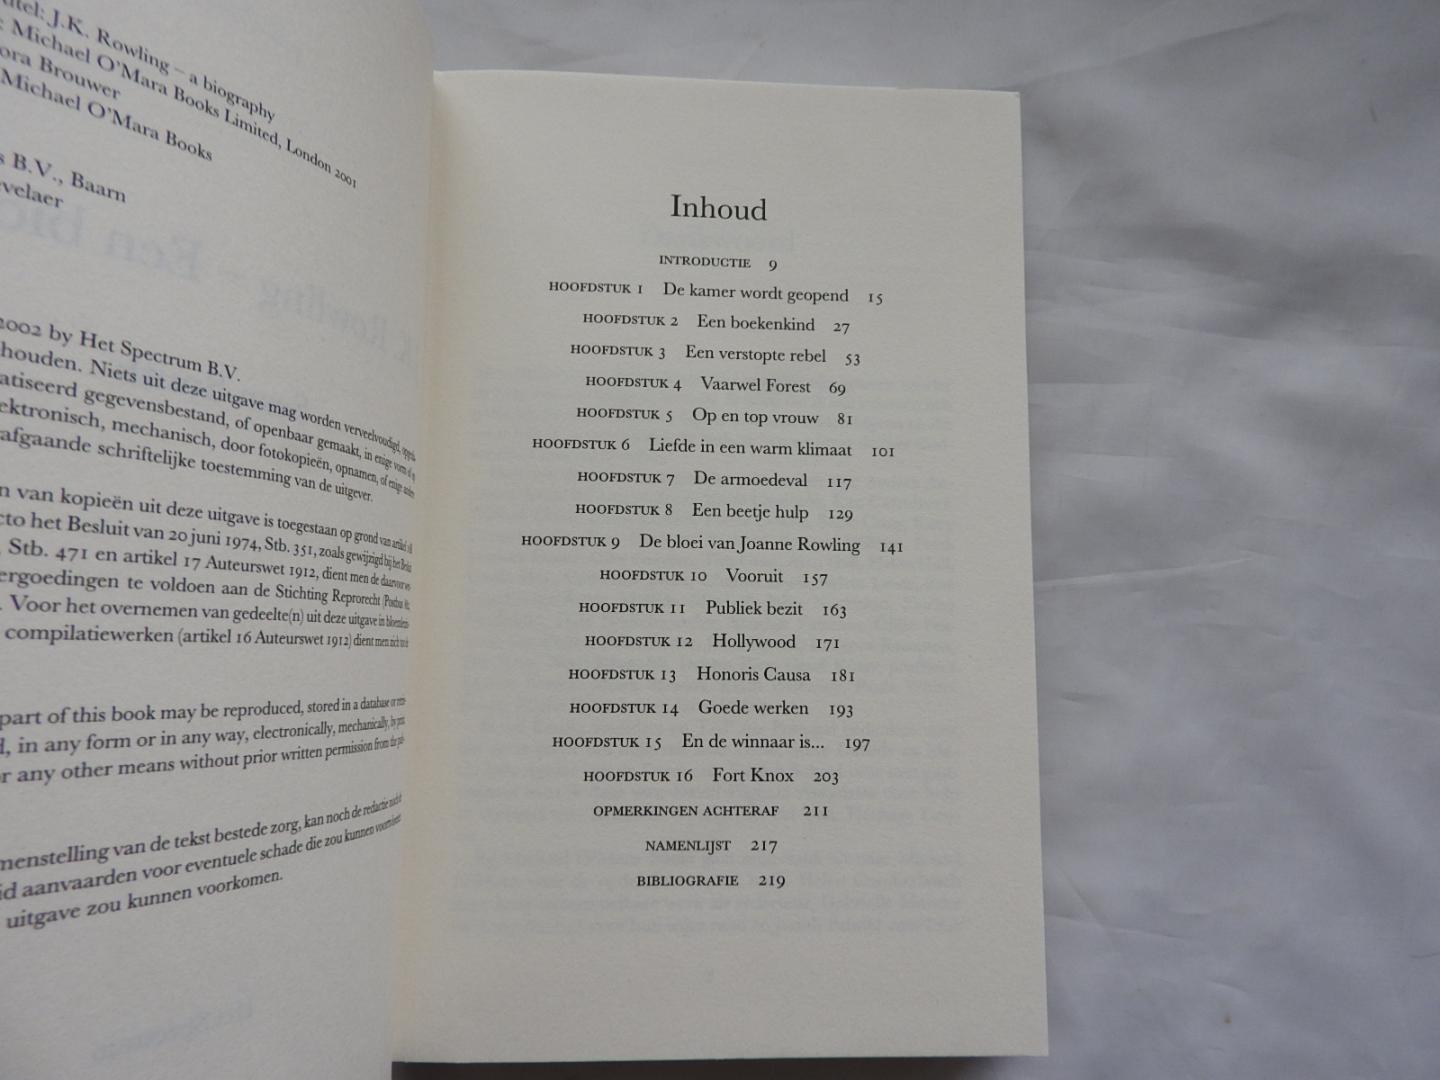 J.K. Rowling – a biography
Michael O'Mara Books Limited, London 2001
Brouwer
Michael O'Mara Books
B.V., Baarn
2002 by Het Spectrum B.V.
Niets uit deze uitgave mag worden verveelvoudigd,
gegevensbestand, of openbaar gemaakt, in enige vorm of op
mechanisch, door fotokopieën, opnamen, of enige andere
schriftelijke toestemming van de uitgever.
van kopieën uit deze uitgave is toegestaan op grond van artikel
het Besluit van 20 juni 1974, Stb. 351, zoals gewijzigd bij het Besluit
Stb. 471 en artikel 17 Auteurswet 1912, dient men de daarvoor
te voldoen aan de Stichting Reprorecht
. Voor het overnemen van gedeelte(n) uit deze uitgave in
compilatiewerken (artikel 16 Auteurswet 1912) dient men zich
part of this book may be reproduced, stored in a database or
, in any form or in any way, electronically, mechanically, by
any other means without prior written permission from the
van de tekst bestede zorg, kan noch de redactie
aanvaarden voor eventuele schade die zou kunnen
uitgave zou kunnen voorkomen.
Inhoud
INTRODUCTIE 9
HOOFDSTUK 1 De kamer wordt geopend 15
HOOFDSTUK 2 Een boekenkind 27
HOOFDSTUK 3 Een verstopte rebel 53
HOOFDSTUK 4 Vaarwel Forest 69
HOOFDSTUK 5 Op en top vrouw 81
HOOFDSTUK 6 Liefde in een warm klimaat 101
HOOFDSTUK 7 De armoedeval 117
HOOFDSTUK 8 Een beetje hulp 129
HOOFDSTUK 9 De bloei van Joanne Rowling 141
HOOFDSTUK 10 Vooruit 157
HOOFDSTUK 11 Publiek bezit 163
HOOFDSTUK 12 Hollywood 171
HOOFDSTUK 13 Honoris Causa 181
HOOFDSTUK 14 Goede werken 193
HOOFDSTUK 15 En de winnaar is... 197
HOOFDSTUK 16 Fort Knox 203
OPMERKINGEN ACHTERAF 211
NAMENLIJST 217
BIBLIOGRAFIE 219